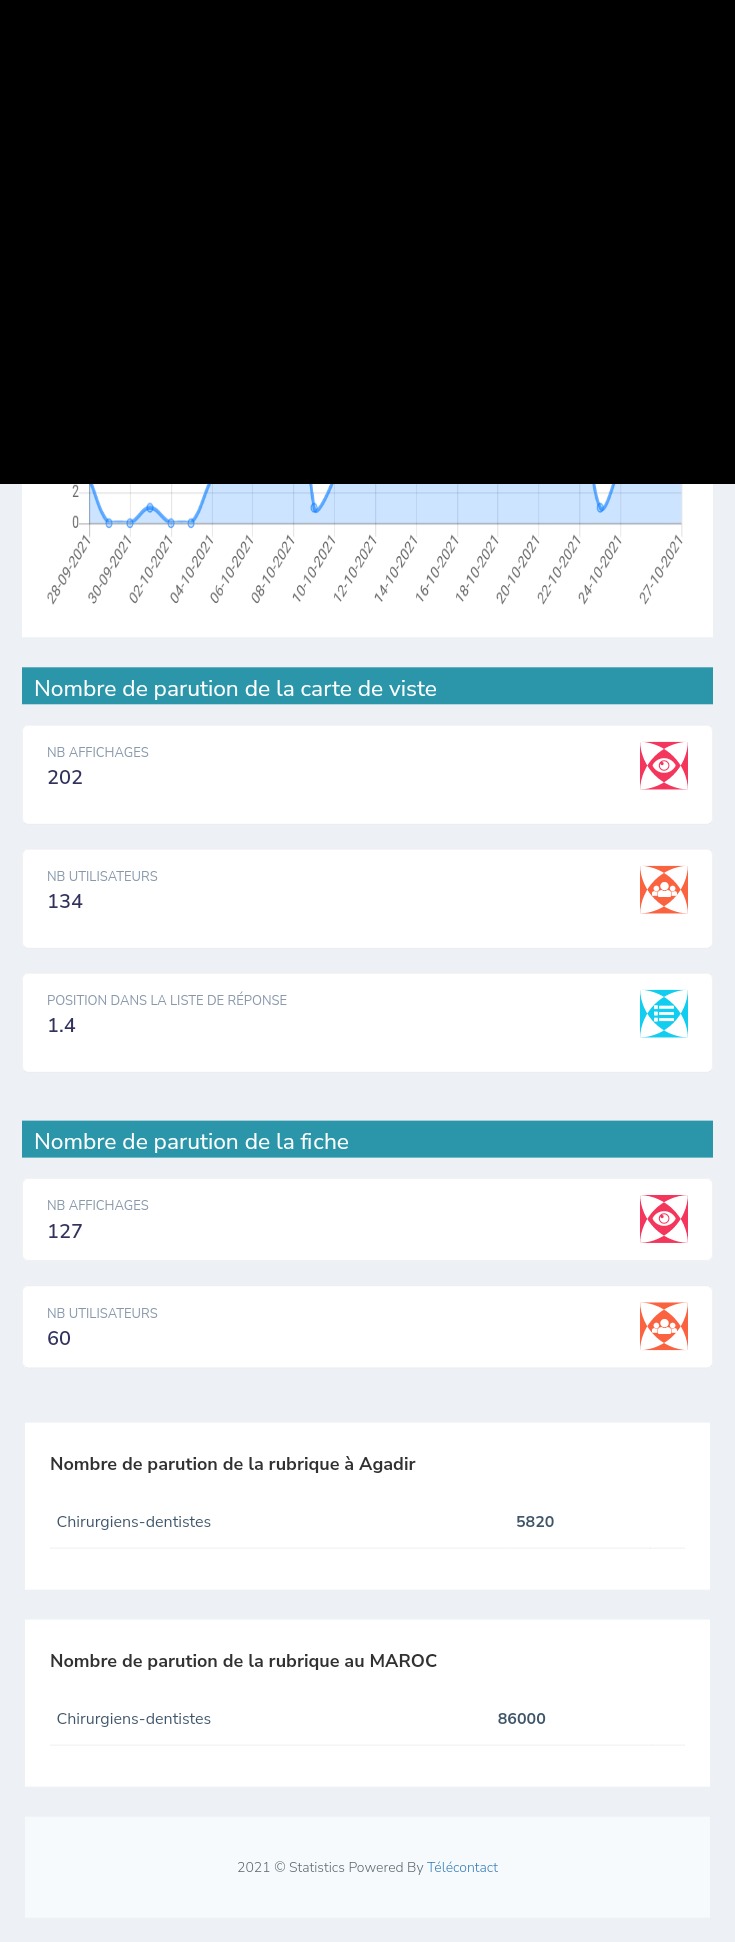 2
0
28-09-2021
30-09-2021
02-10-2021
04-10-2021
06-10-2021
08-10-2021
10-10-2021
12-10-2021
14-10-2021
16-10-2021
18-10-2021
20-10-2021
22-10-2021
24-10-2021
27-10-2021
Nombre de parution de la carte de viste
NB AFFICHAGES
202
NB UTILISATEURS
134
POSITION DANS LA LISTE DE RÉPONSE
1.4
Nombre de parution de la fiche
NB AFFICHAGES
127
NB UTILISATEURS
60
Nombre de parution de la rubrique à Agadir
Chirurgiens-dentistes 5820
Nombre de parution de la rubrique au MAROC
Chirurgiens-dentistes 86000
2021 © Statistics Powered By Télécontact